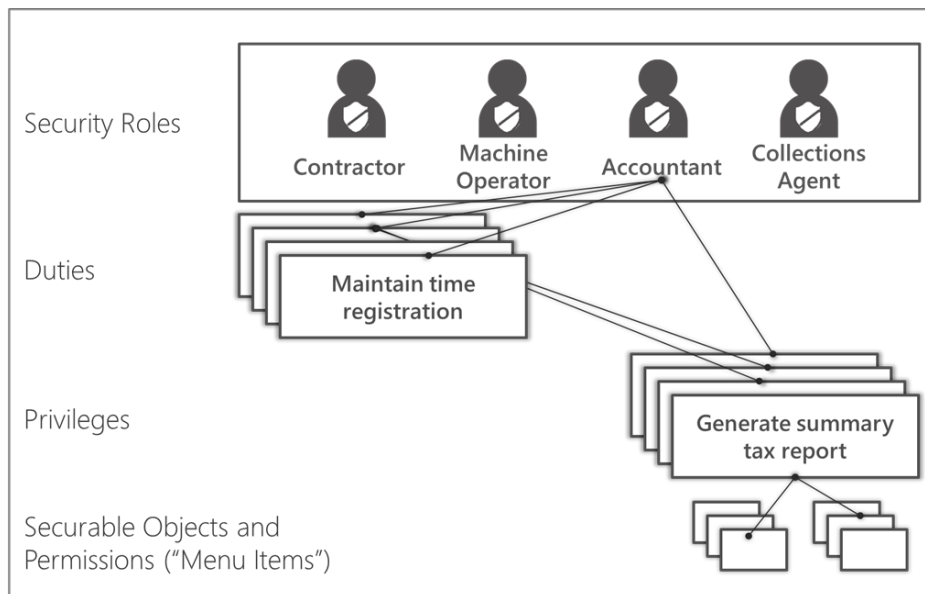 Security Roles
Contractor
Machine
Operator
Accountant
Collections
Agent
Duties
Maintain time
registration
Privileges
Generate summary
tax report
Securable Objects and
Permissions (“Menu Items”)